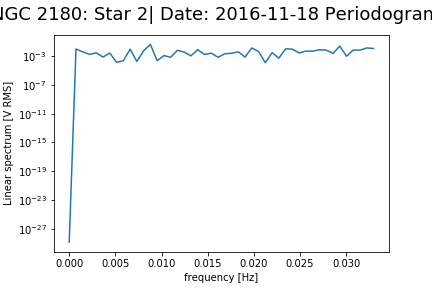 NGC 2180: Star 2| Date: 2016-11-18 Periodogram
Linear spectrum [V RMS]
10⁻³
10⁻⁷
10⁻¹¹
10⁻¹⁵
10⁻¹⁹
10⁻²³
10⁻²⁷
0.000 0.005 0.010 0.015 0.020 0.025 0.030
frequency [Hz]